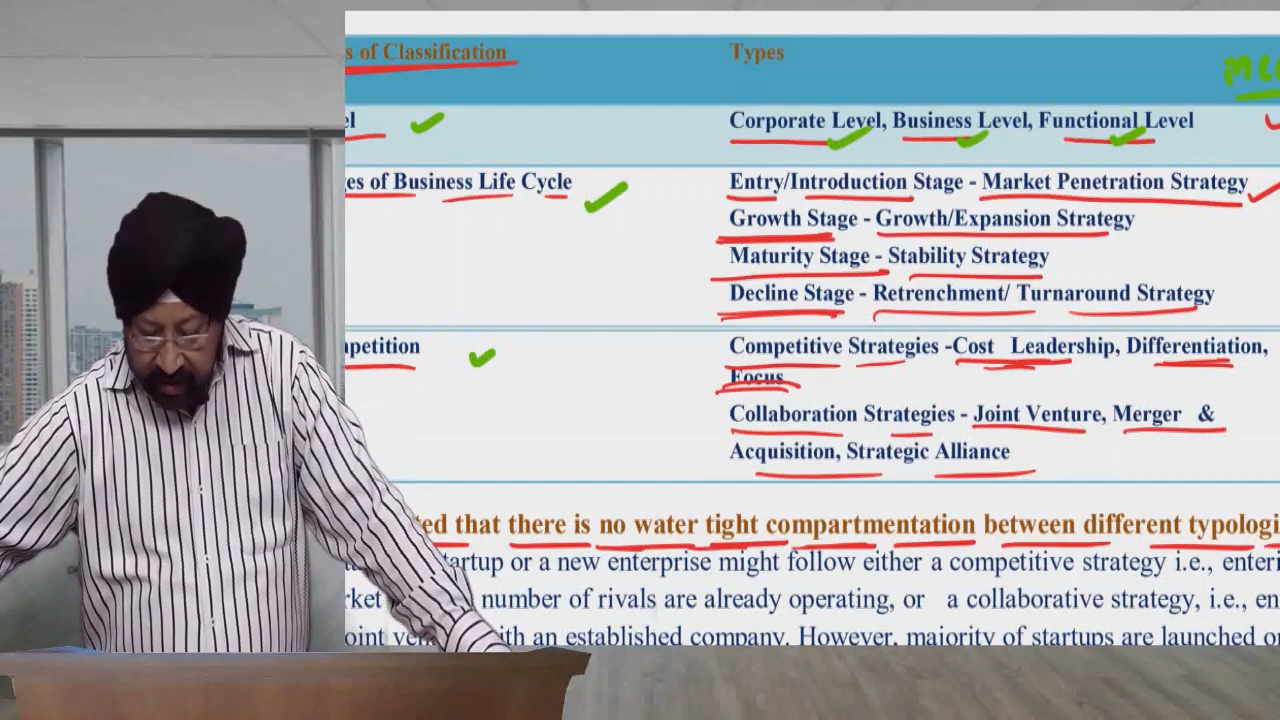 s of Classification Types
MC
el Corporate Level, Business Level, Functional Level
es of Business Life Cycle Entry/Introduction Stage - Market Penetration Strategy
Growth Stage - Growth/Expansion Strategy
Maturity Stage - Stability Strategy
Decline Stage - Retrenchment/ Turnaround Strategy
petition Competitive Strategies -Cost Leadership, Differentiation,
Focus
Collaboration Strategies - Joint Venture, Merger &
Acquisition, Strategic Alliance
ted that there is no water tight compartmentation between different typologi
artup or a new enterprise might follow either a competitive strategy i.e., enteri
rket number of rivals are already operating, or a collaborative strategy, i.e., en
oint ven ith an established company. However, majority of startups are launched o